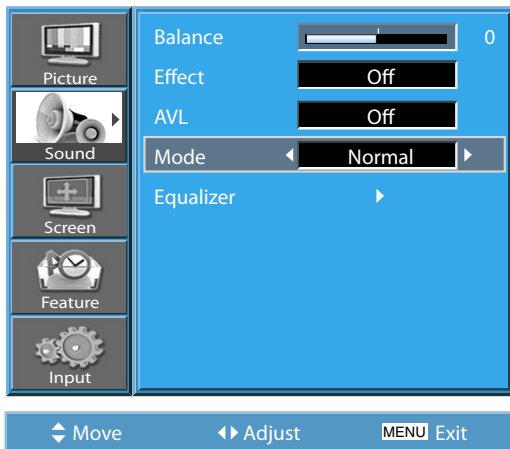 Picture
Sound
Screen
Feature
Input
Balance 0
Effect Off
AVL Off
Mode Normal
Equalizer
Move Adjust MENU Exit